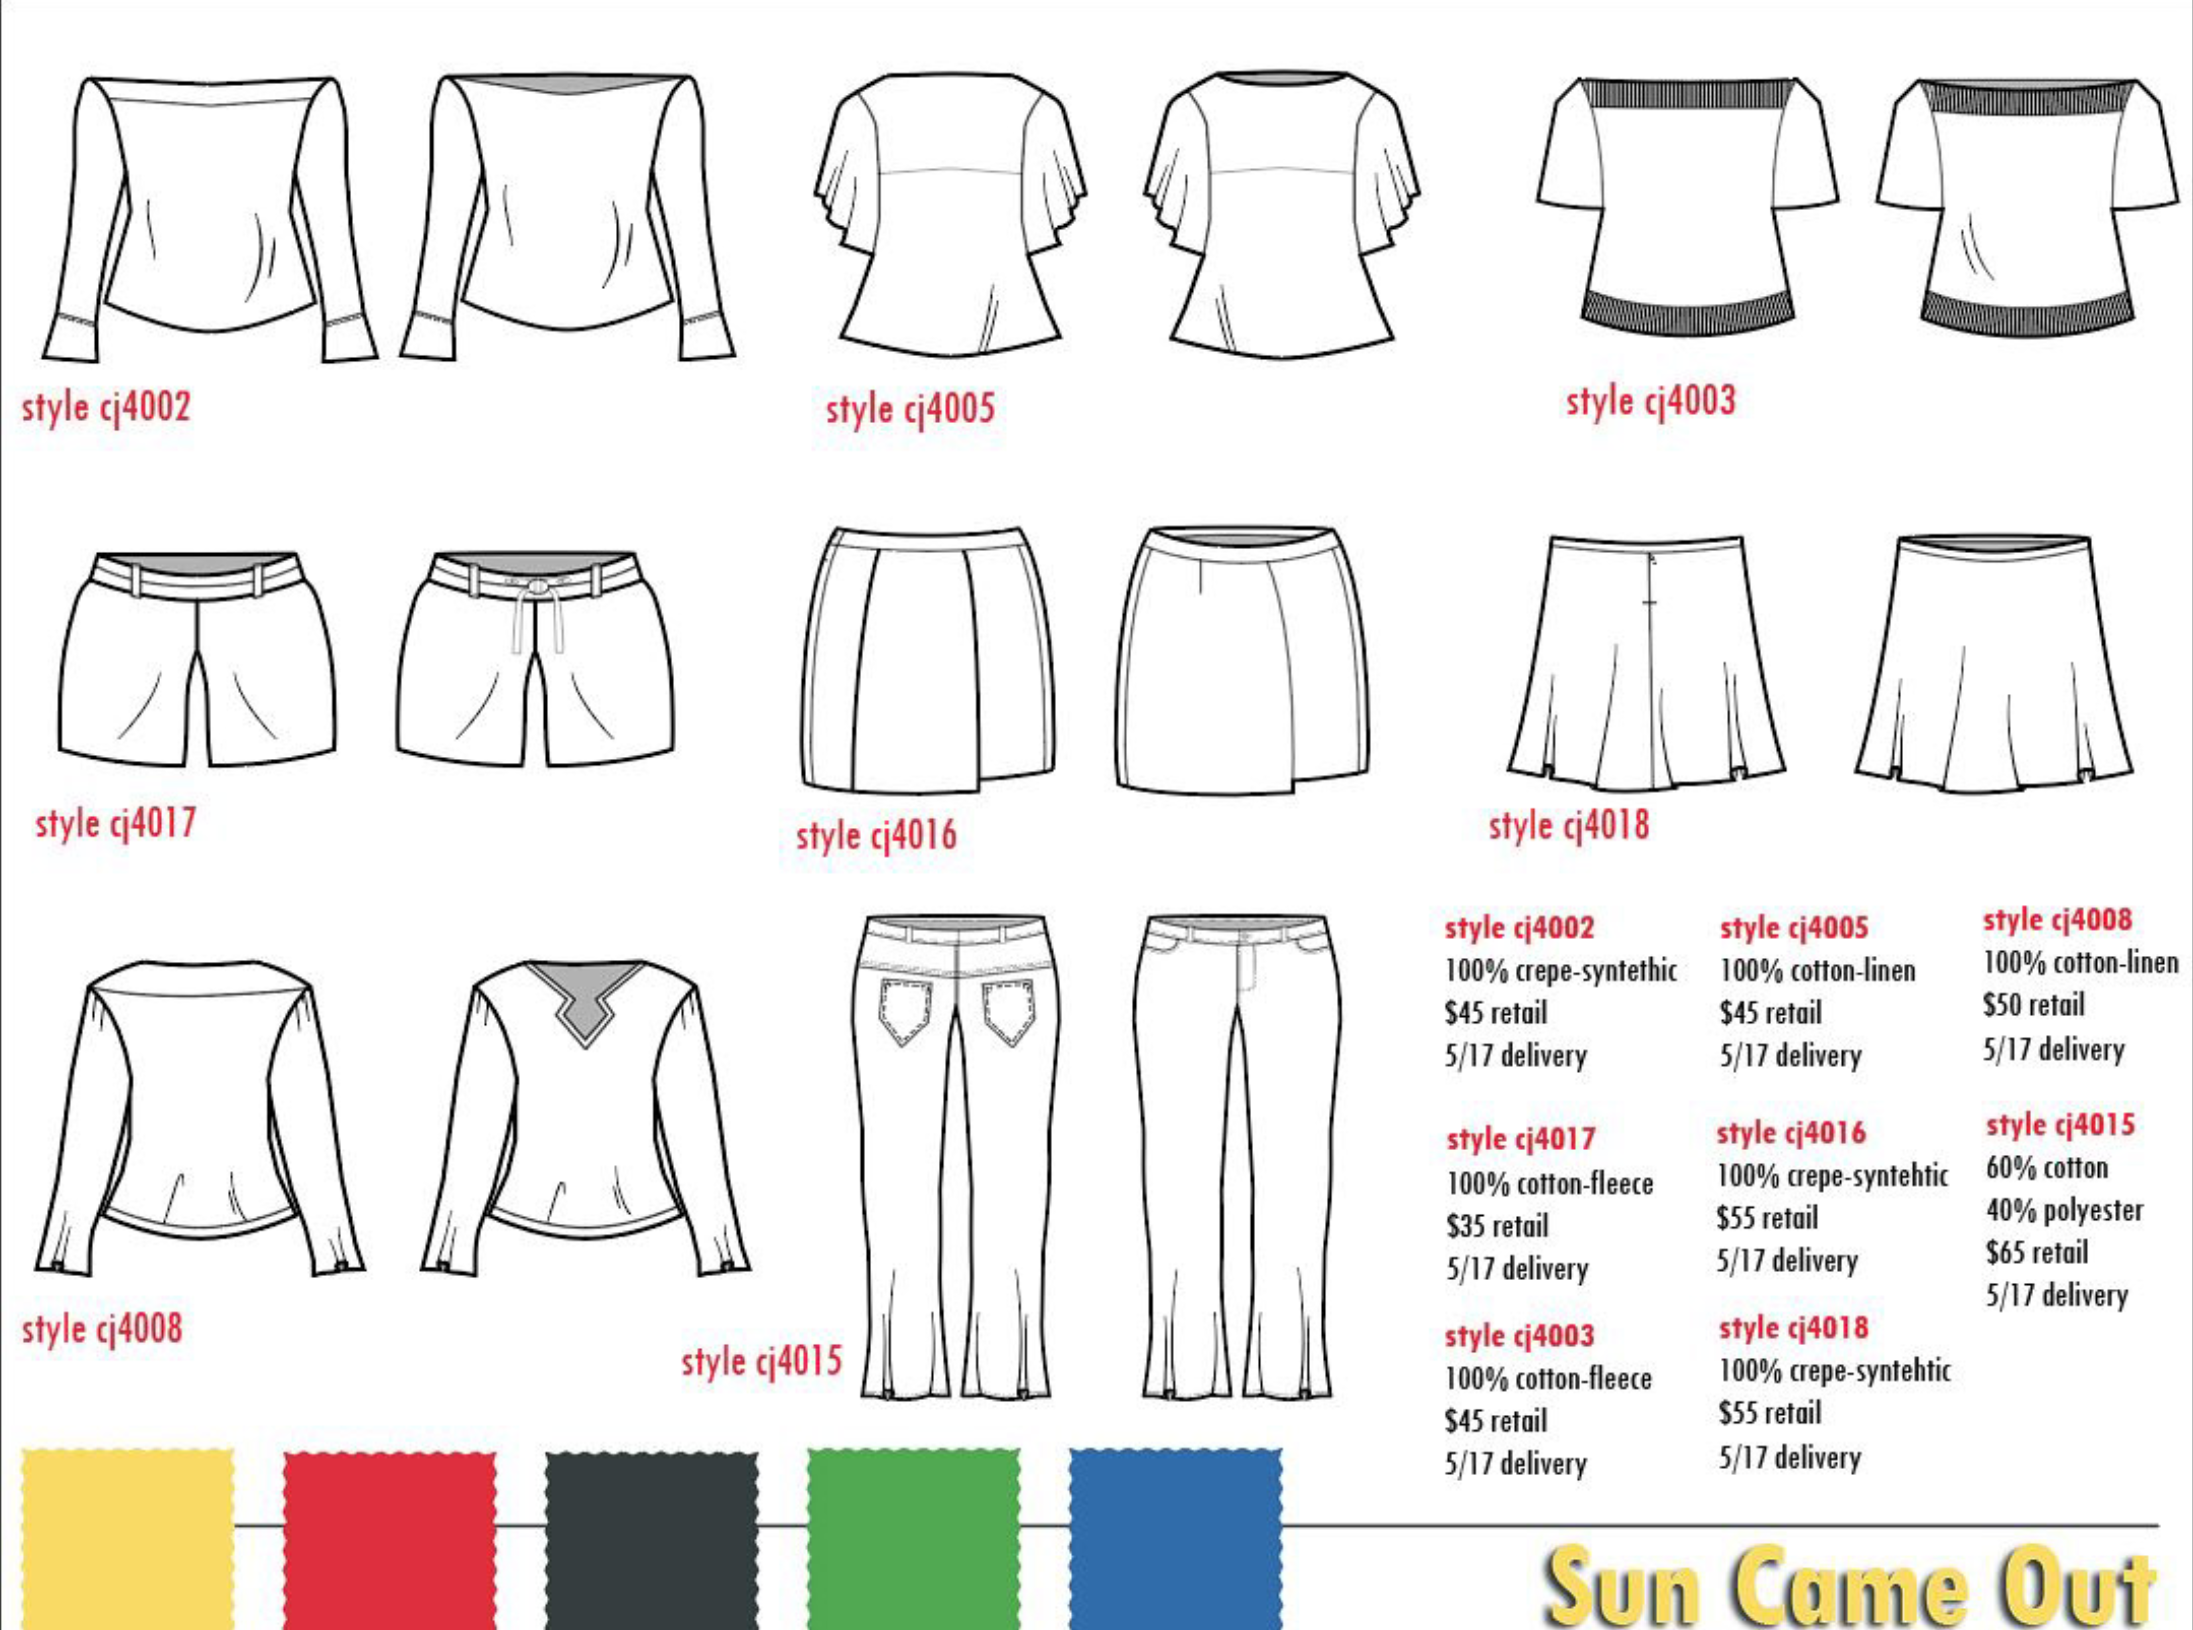 style cj4002
style cj4005
style cj4003
style cj4017
style cj4016
style cj4018
style cj4008
style cj4015
style cj4002
100% crepe-syntethic
$45 retail
5/17 delivery
style cj4005
100% cotton-linen
$45 retail
5/17 delivery
style cj4008
100% cotton-linen
$50 retail
5/17 delivery
style cj4017
100% cotton-fleece
$35 retail
5/17 delivery
style cj4016
100% crepe-syntehtic
$55 retail
5/17 delivery
style cj4015
60% cotton
40% polyester
$65 retail
5/17 delivery
style cj4003
100% cotton-fleece
$45 retail
5/17 delivery
style cj4018
100% crepe-syntehtic
$55 retail
5/17 delivery
Sun Came Out